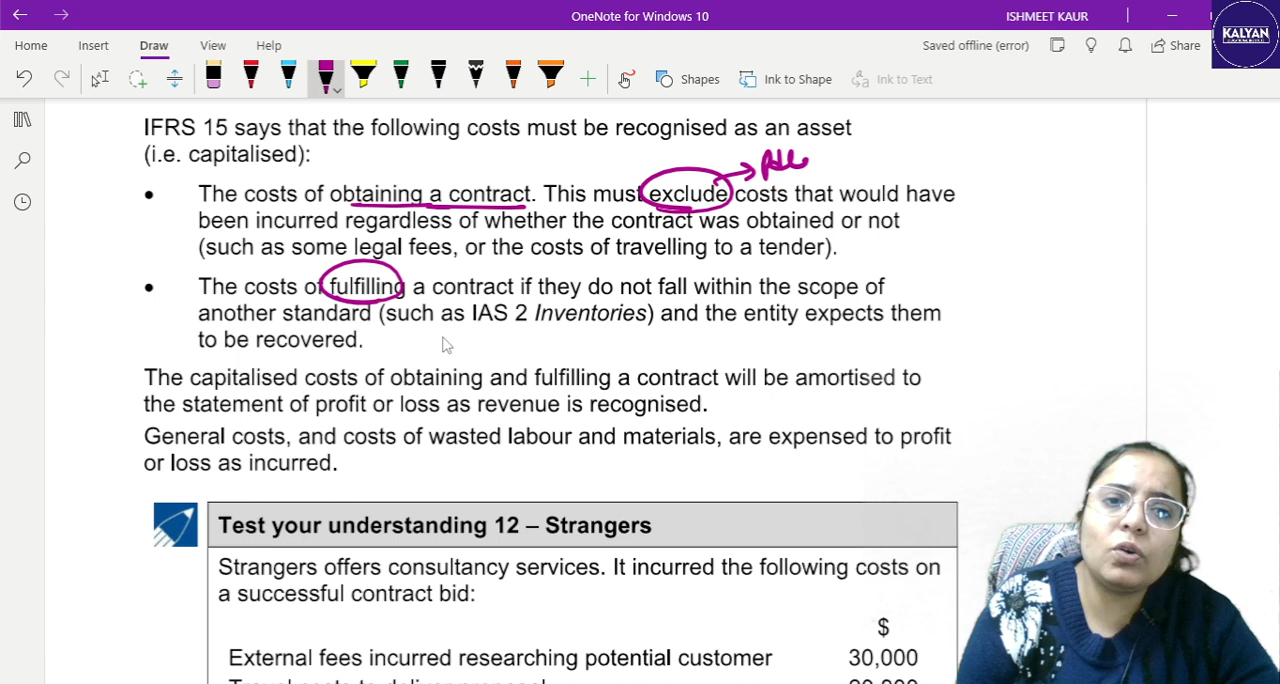 OneNote for Windows 10
ISHMEET KAUR
KALYAN
Home Insert Draw View Help
Saved offline (error)
Share
Shapes
Ink to Shape
Ink to Text
IFRS 15 says that the following costs must be recognised as an asset
(i.e. capitalised):
• The costs of obtaining a contract. This must exclude costs that would have
been incurred regardless of whether the contract was obtained or not
(such as some legal fees, or the costs of travelling to a tender).
• The costs of fulfilling a contract if they do not fall within the scope of
another standard (such as IAS 2 Inventories) and the entity expects them
to be recovered.
The capitalised costs of obtaining and fulfilling a contract will be amortised to
the statement of profit or loss as revenue is recognised.
General costs, and costs of wasted labour and materials, are expensed to profit
or loss as incurred.
Test your understanding 12 – Strangers
Strangers offers consultancy services. It incurred the following costs on
a successful contract bid:
$
External fees incurred researching potential customer 30,000
Travel costs to deliver proposal 20,000